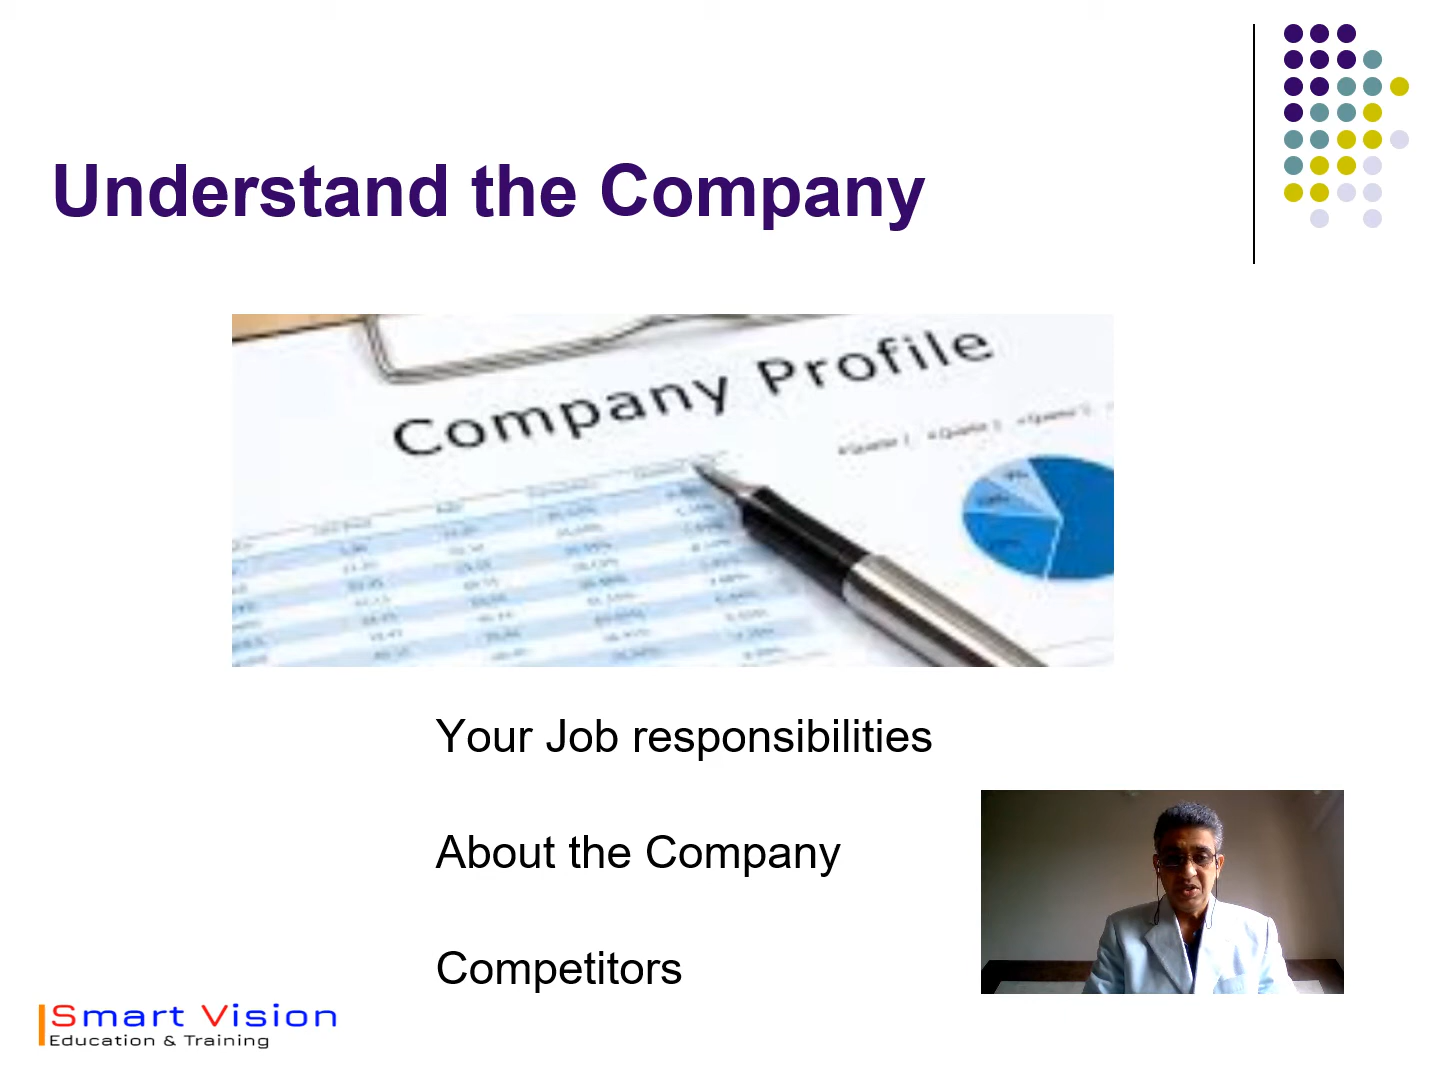 Understand the Company
Company Profile
Your Job responsibilities
About the Company
Competitors
Smart Vision
Education & Training